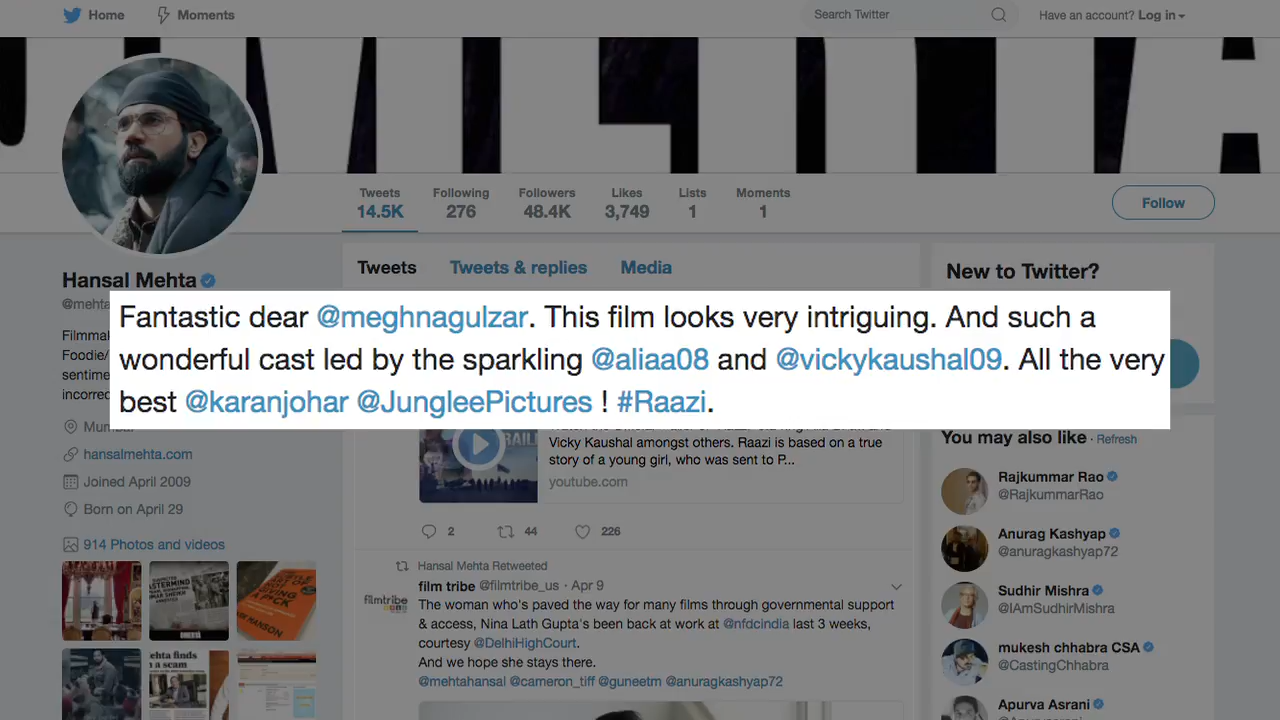 Home
Moments
Search Twitter
Have an account? Log in
Tweets
14.5K
Following
276
Followers
48.4K
Likes
3,749
Lists
1
Moments
1
Follow
Hansal Mehta
Tweets
Tweets & replies
Media
New to Twitter?
Fantastic dear @meghnagulzar. This film looks very intriguing. And such a
wonderful cast led by the sparkling @aliaa08 and @vickykaushal09. All the very
best @karanjohar @JungleePictures ! #Raazi.
Foodie/
hansalmehta.com
Joined April 2009
Born on April 29
914 Photos and videos
Vicky Kaushal amongst others. Raazi is based on a true
story of a young girl, who was sent to P...
youtube.com
2
44
226
Hansal Mehta Retweeted
film tribe @filmtribe_us · Apr 9
filmtribe
The woman who's paved the way for many films through governmental support
& access, Nina Lath Gupta's been back at work at @nfdcindia last 3 weeks,
courtesy @DelhiHighCourt.
And we hope she stays there.
@mehtahansal @cameron_tiff @guneetm @anuragkashyap72
You may also like · Refresh
Rajkummar Rao
@RajkummarRao
Anurag Kashyap
@anuragkashyap72
Sudhir Mishra
@IAmSudhirMishra
mukesh chhabra CSA
@CastingChhabra
Apurva Asrani